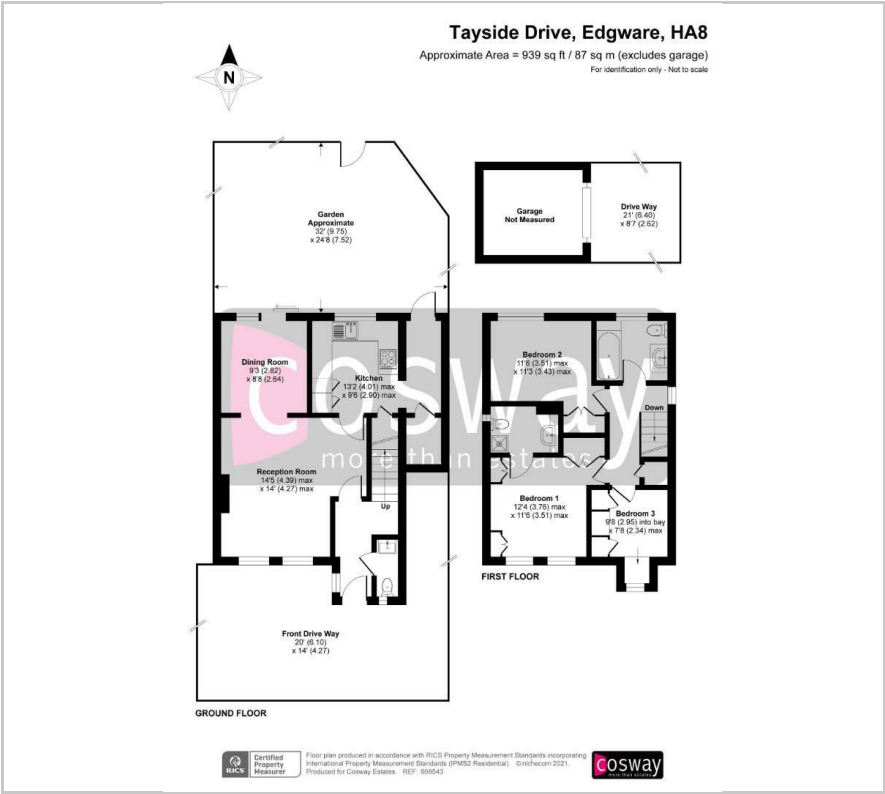 Tayside Drive, Edgware, HA8
Approximate Area = 939 sq ft / 87 sq m (excludes garage)
For identification only - Not to scale
N
Garden
Approximate
32' (9.75)
x 24'8 (7.52)
Garage
Not Measured
Drive Way
21' (6.40)
x 8'7 (2.62)
Dining Room
9'3 (2.82)
x 8'8 (2.64)
Kitchen
13'2 (4.01) max
x 9'6 (2.90) max
Reception Room
14'5 (4.39) max
x 14' (4.27) max
Up
Front Drive Way
20' (6.10)
x 14' (4.27)
GROUND FLOOR
Bedroom 2
11'6 (3.51) max
x 11'3 (3.43) max
Down
Bedroom 1
12'4 (3.76) max
x 11'6 (3.51) max
Bedroom 3
9'8 (2.95) into bay
x 7'8 (2.34) max
FIRST FLOOR
cosway
more than estates
RICS
Certified
Property
Measurer
Floor plan produced in accordance with RICS Property Measurement Standards incorporating
International Property Measurement Standards (IPMS2 Residential). © nichecom 2021.
Produced for Cosway Estates. REF: 698543
cosway
more than estates